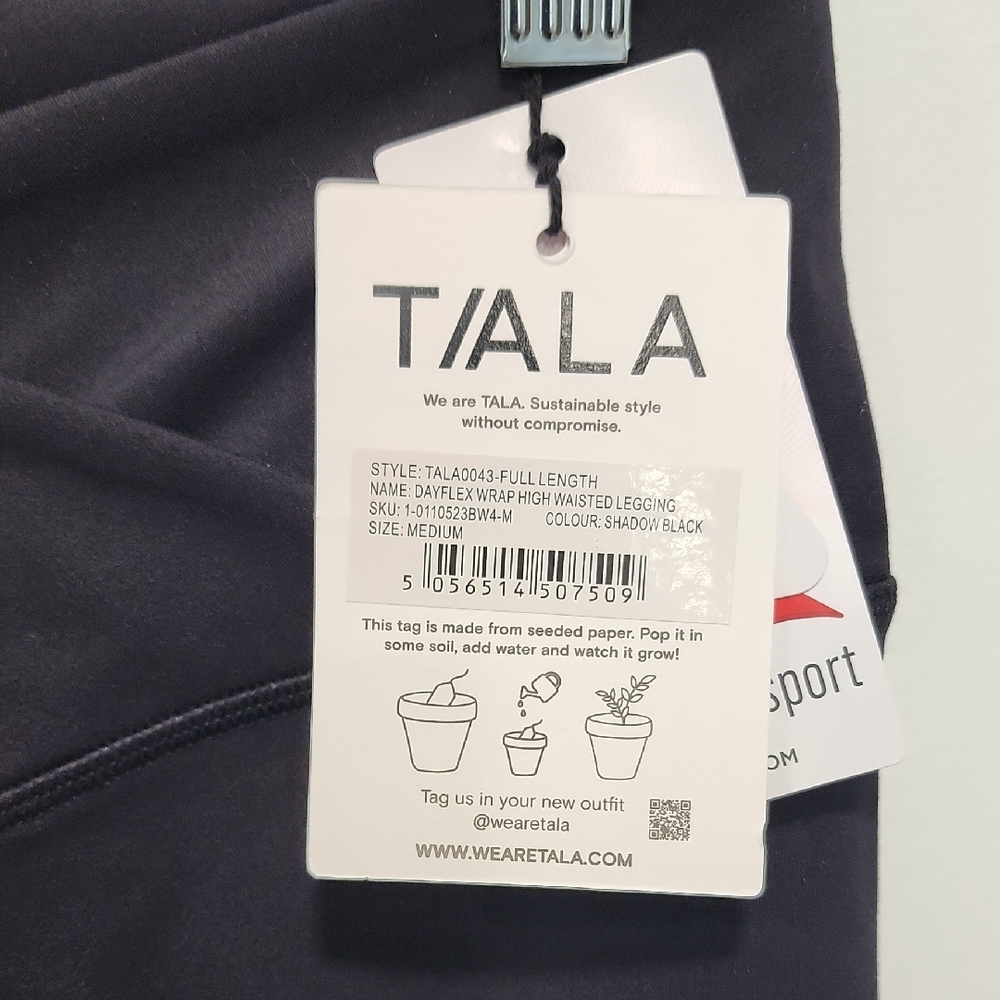 T//ALA
We are TALA. Sustainable style
without compromise.
STYLE: TALA0043-FULL LENGTH
NAME: DAYFLEX WRAP HIGH WAISTED LEGGING
SKU: 1-0110523BW4-M COLOUR: SHADOW BLACK
SIZE: MEDIUM
5 056514 507509
This tag is made from seeded paper. Pop it in
some soil, add water and watch it grow!
Tag us in your new outfit
@wearetala
WWW.WEARETALA.COM
sport
OM